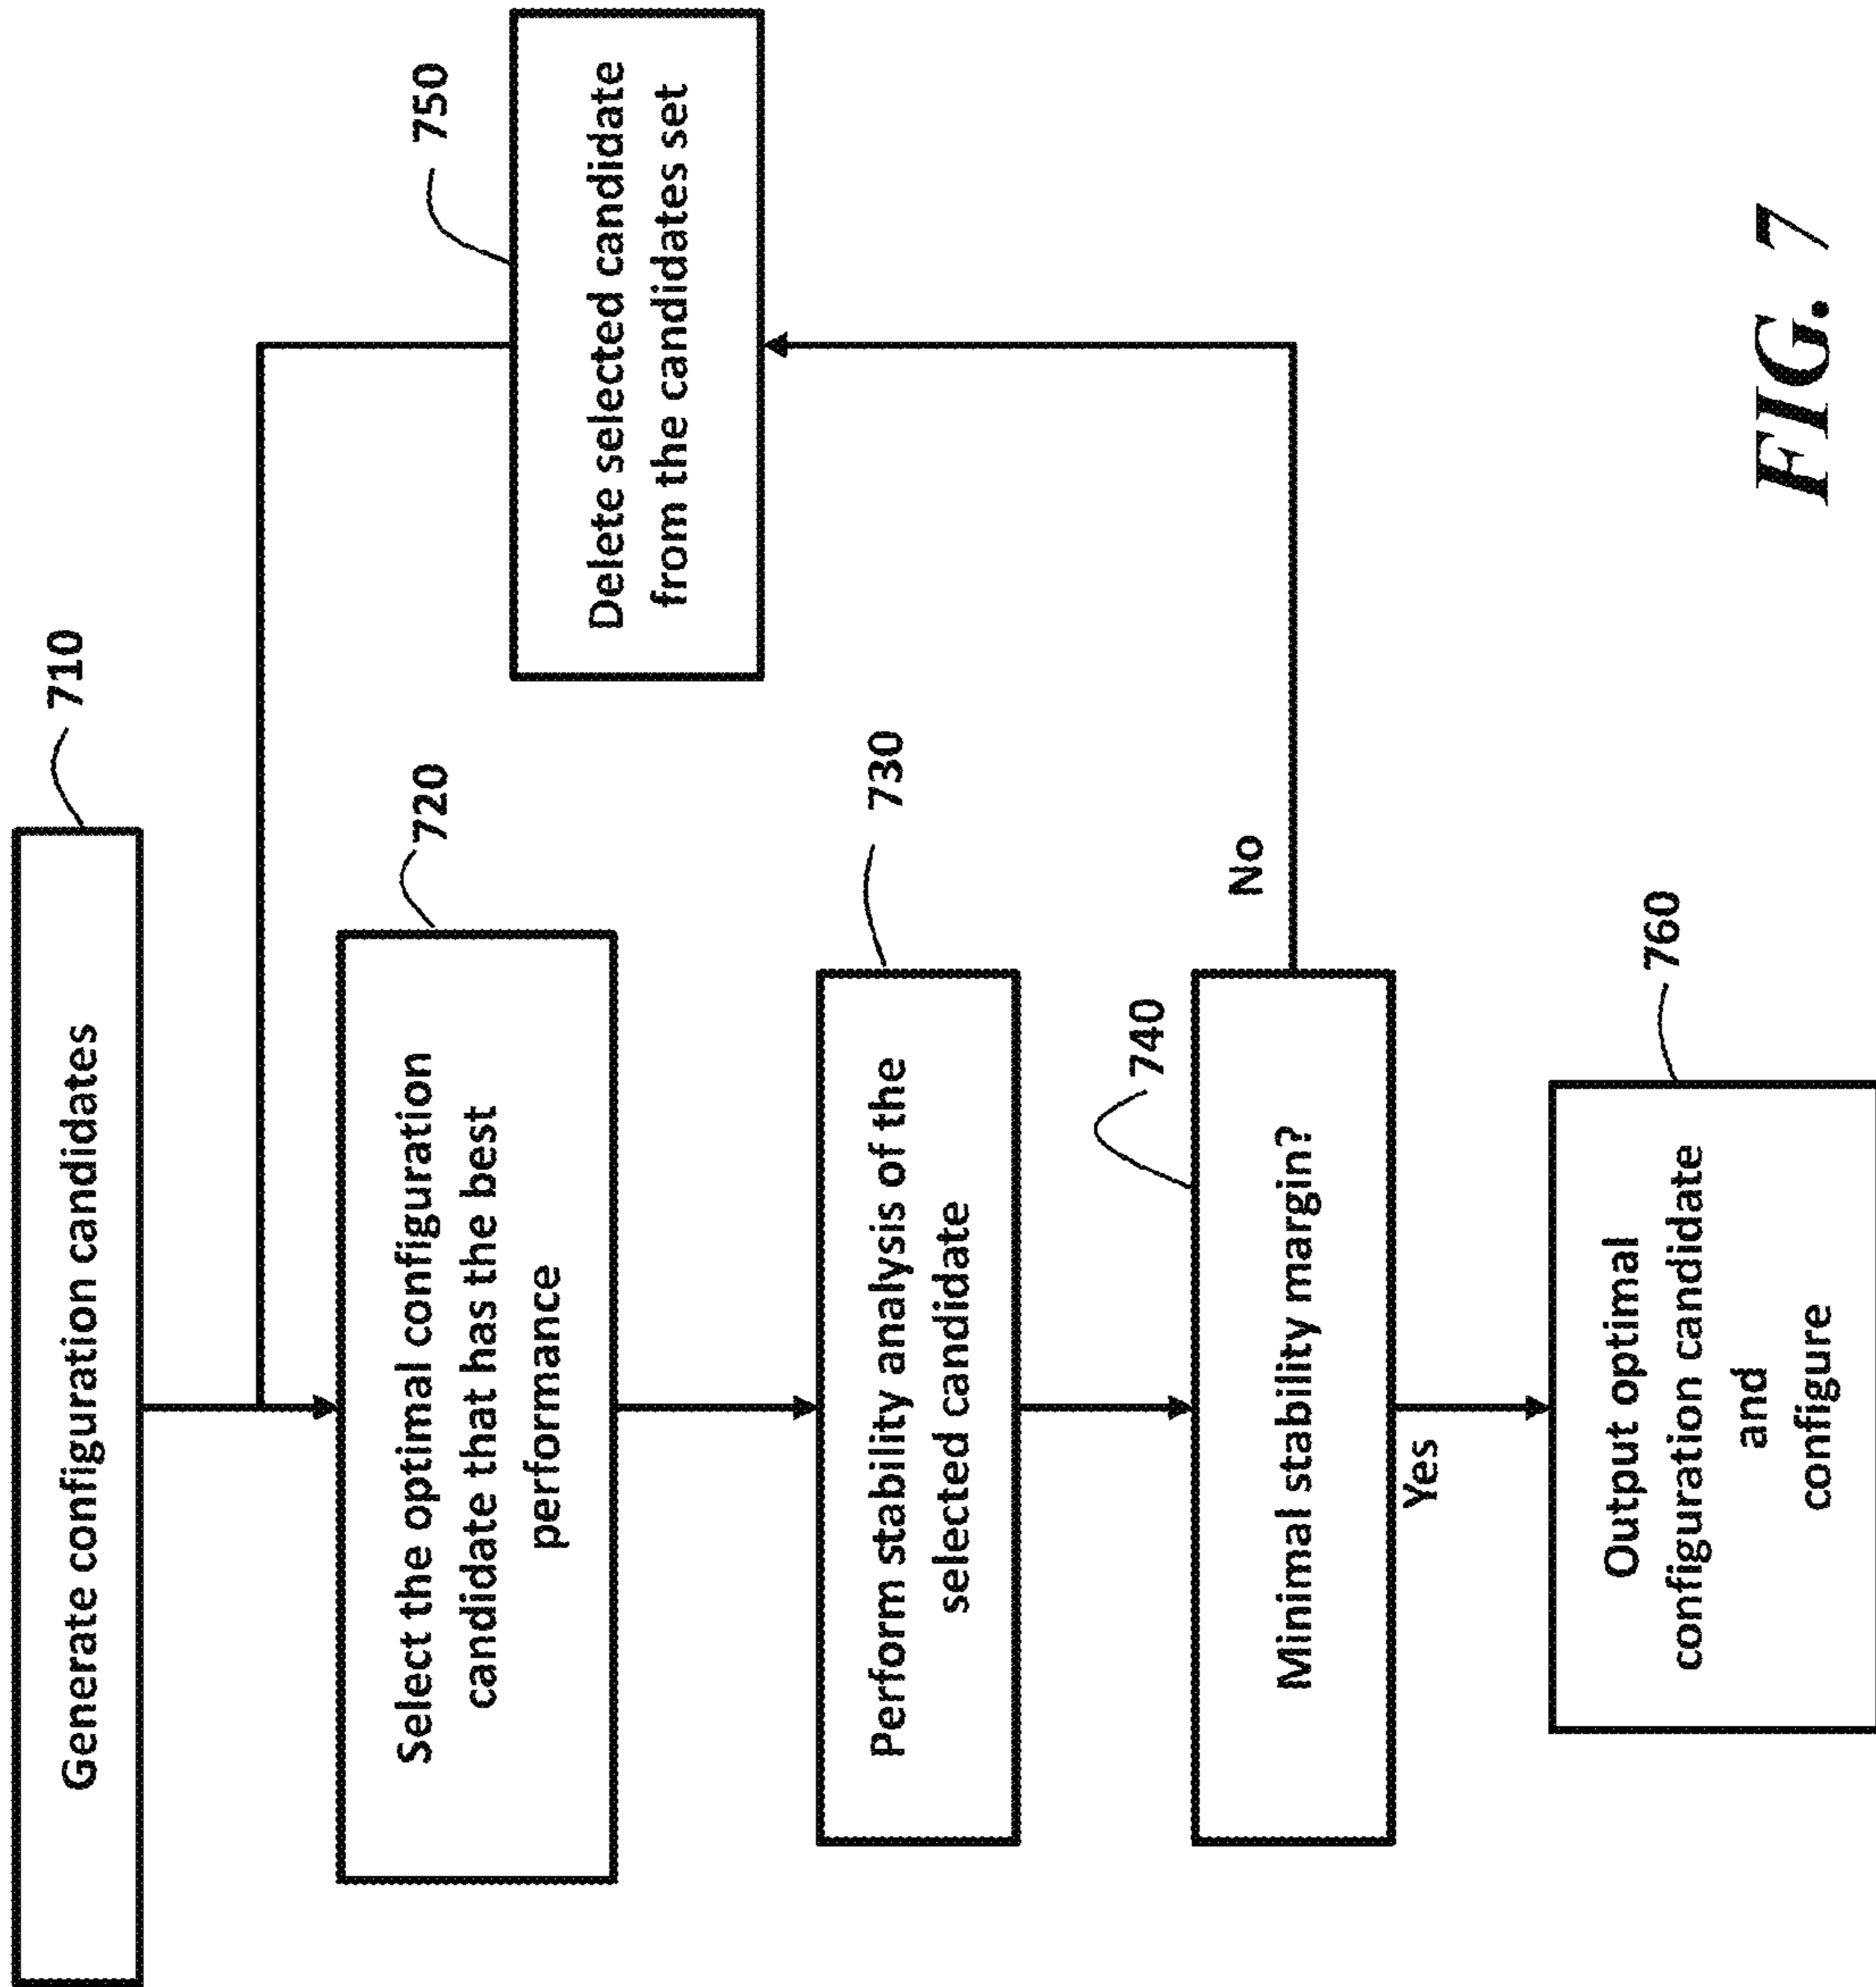 Generate configuration candidates
710
Select the optimal configuration
candidate that has the best
performance
720
Perform stability analysis of the
selected candidate
730
Minimal stability margin?
740
No
Yes
Delete selected candidate
from the candidates set
750
Output optimal
configuration candidate
and
configure
760
FIG. 7